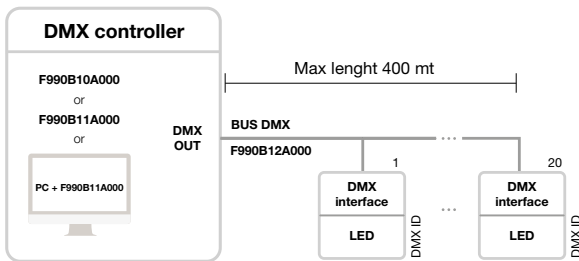 DMX controller
F990B10A000
or
F990B11A000
or
PC + F990B11A000
DMX
OUT
Max lenght 400 mt
BUS DMX
F990B12A000
...
1
DMX
interface
LED
DMX ID
...
20
DMX
interface
LED
DMX ID